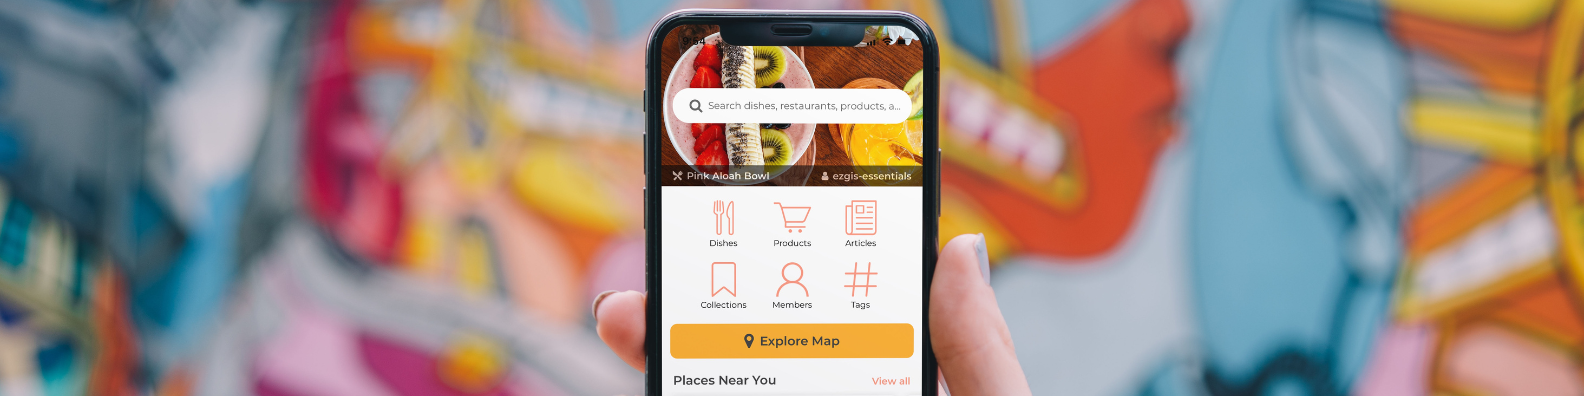 Search dishes, restaurants, products, a...
Pink Aloah Bowl
ezgis-essentials
Dishes
Products
Articles
Collections
Members
Tags
Explore Map
Places Near You
View all